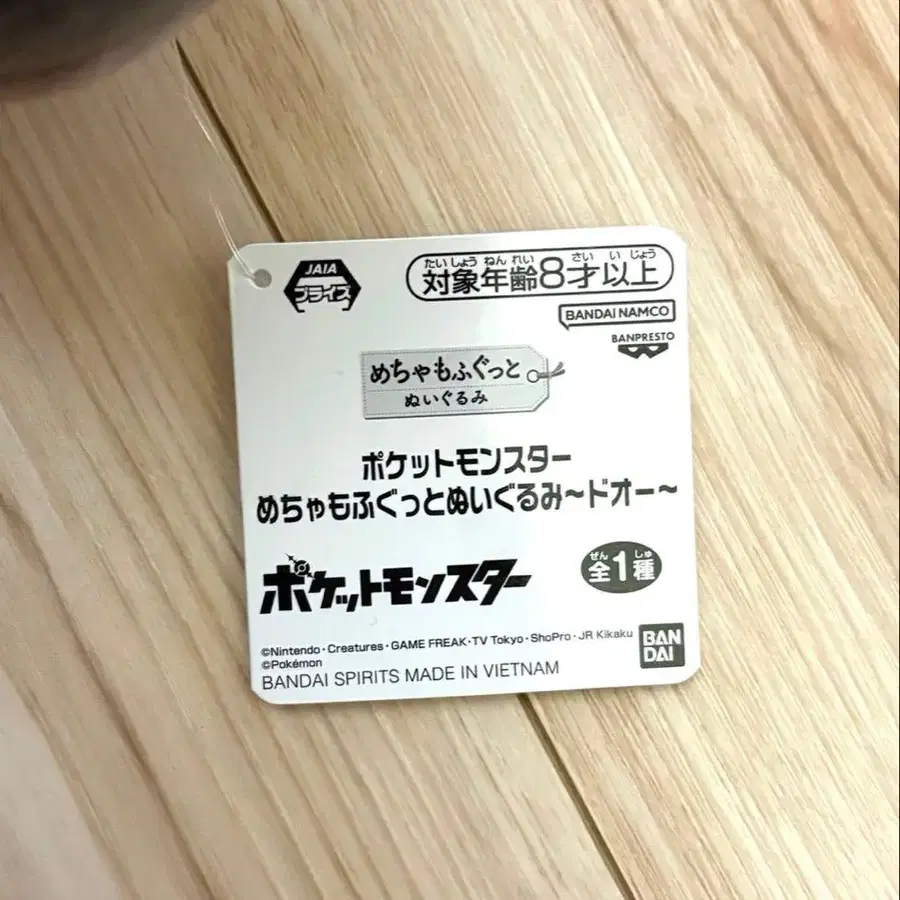 JAIA
プライズ
たいしょうねんれい さいいじょう
対象年齢8才以上
BANDAI NAMCO
BANPRESTO
めちゃもふぐっと
ぬいぐるみ
ポケットモンスター
めちゃもふぐっとぬいぐるみ~ドオー~
ポケットモンスター
ぜん しゅ
全1種
©Nintendo・Creatures・GAME FREAK・TV Tokyo・ShoPro・JR Kikaku
©Pokémon
BANDAI SPIRITS MADE IN VIETNAM
BAN
DAI